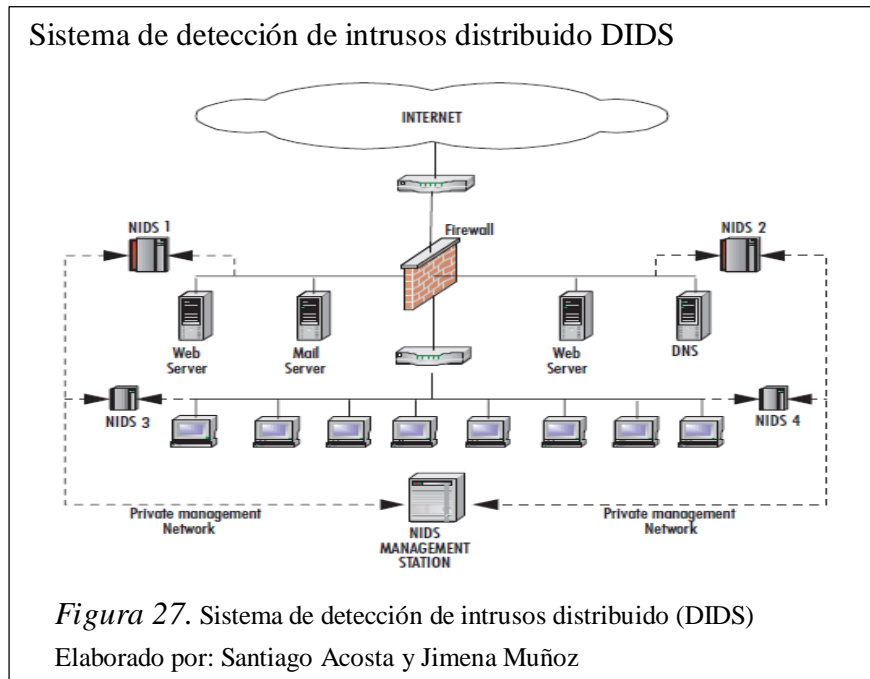 Sistema de detección de intrusos distribuido DIDS
INTERNET
NIDS 1
Firewall
NIDS 2
Web
Server
Mail
Server
Web
Server
DNS
NIDS 3
NIDS 4
Private management
Network
NIDS
MANAGEMENT
STATION
Private management
Network
Figura 27. Sistema de detección de intrusos distribuido (DIDS)
Elaborado por: Santiago Acosta y Jimena Muñoz